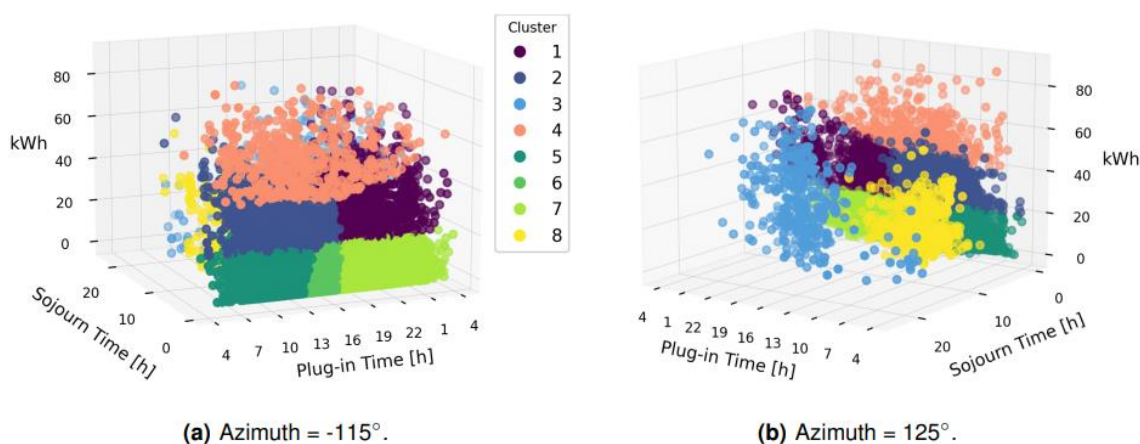 80
60
kWh
40
20
0
20
10
0
Sojourn Time [h]
4 7 10 13 16 19 22 1 4
Plug-in Time [h]
Cluster
1
2
3
4
5
6
7
8
80
60
kWh
40
20
0
4 1 22 19 16 13 10 7 4
Plug-in Time [h]
0
10
20
Sojourn Time [h]
(a) Azimuth = -115°.
(b) Azimuth = 125°.